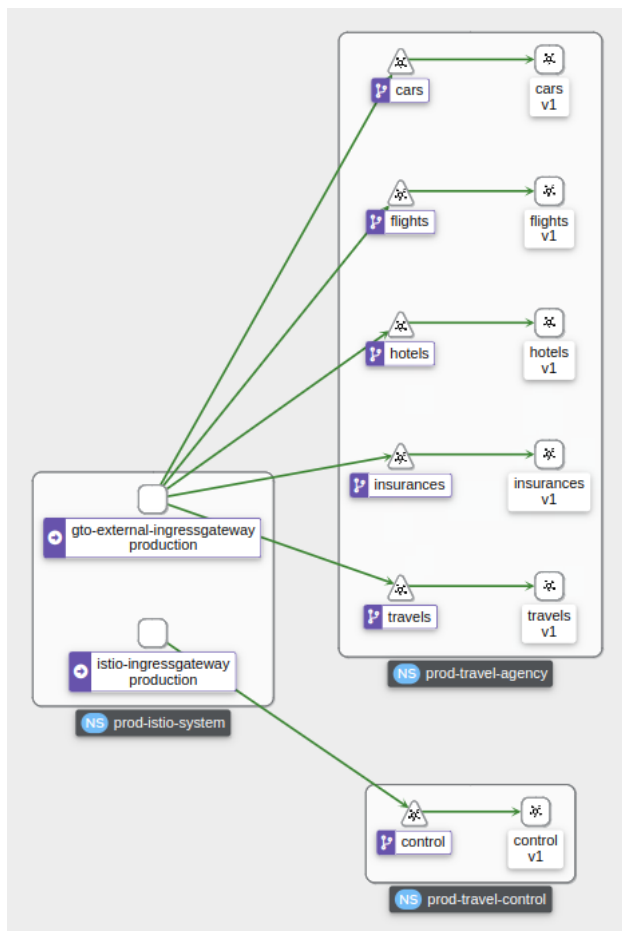 cars
cars
v1
flights
flights
v1
hotels
hotels
v1
insurances
insurances
v1
gto-external-ingressgateway
production
travels
travels
v1
istio-ingressgateway
production
NS prod-travel-agency
NS prod-istio-system
control
control
v1
NS prod-travel-control